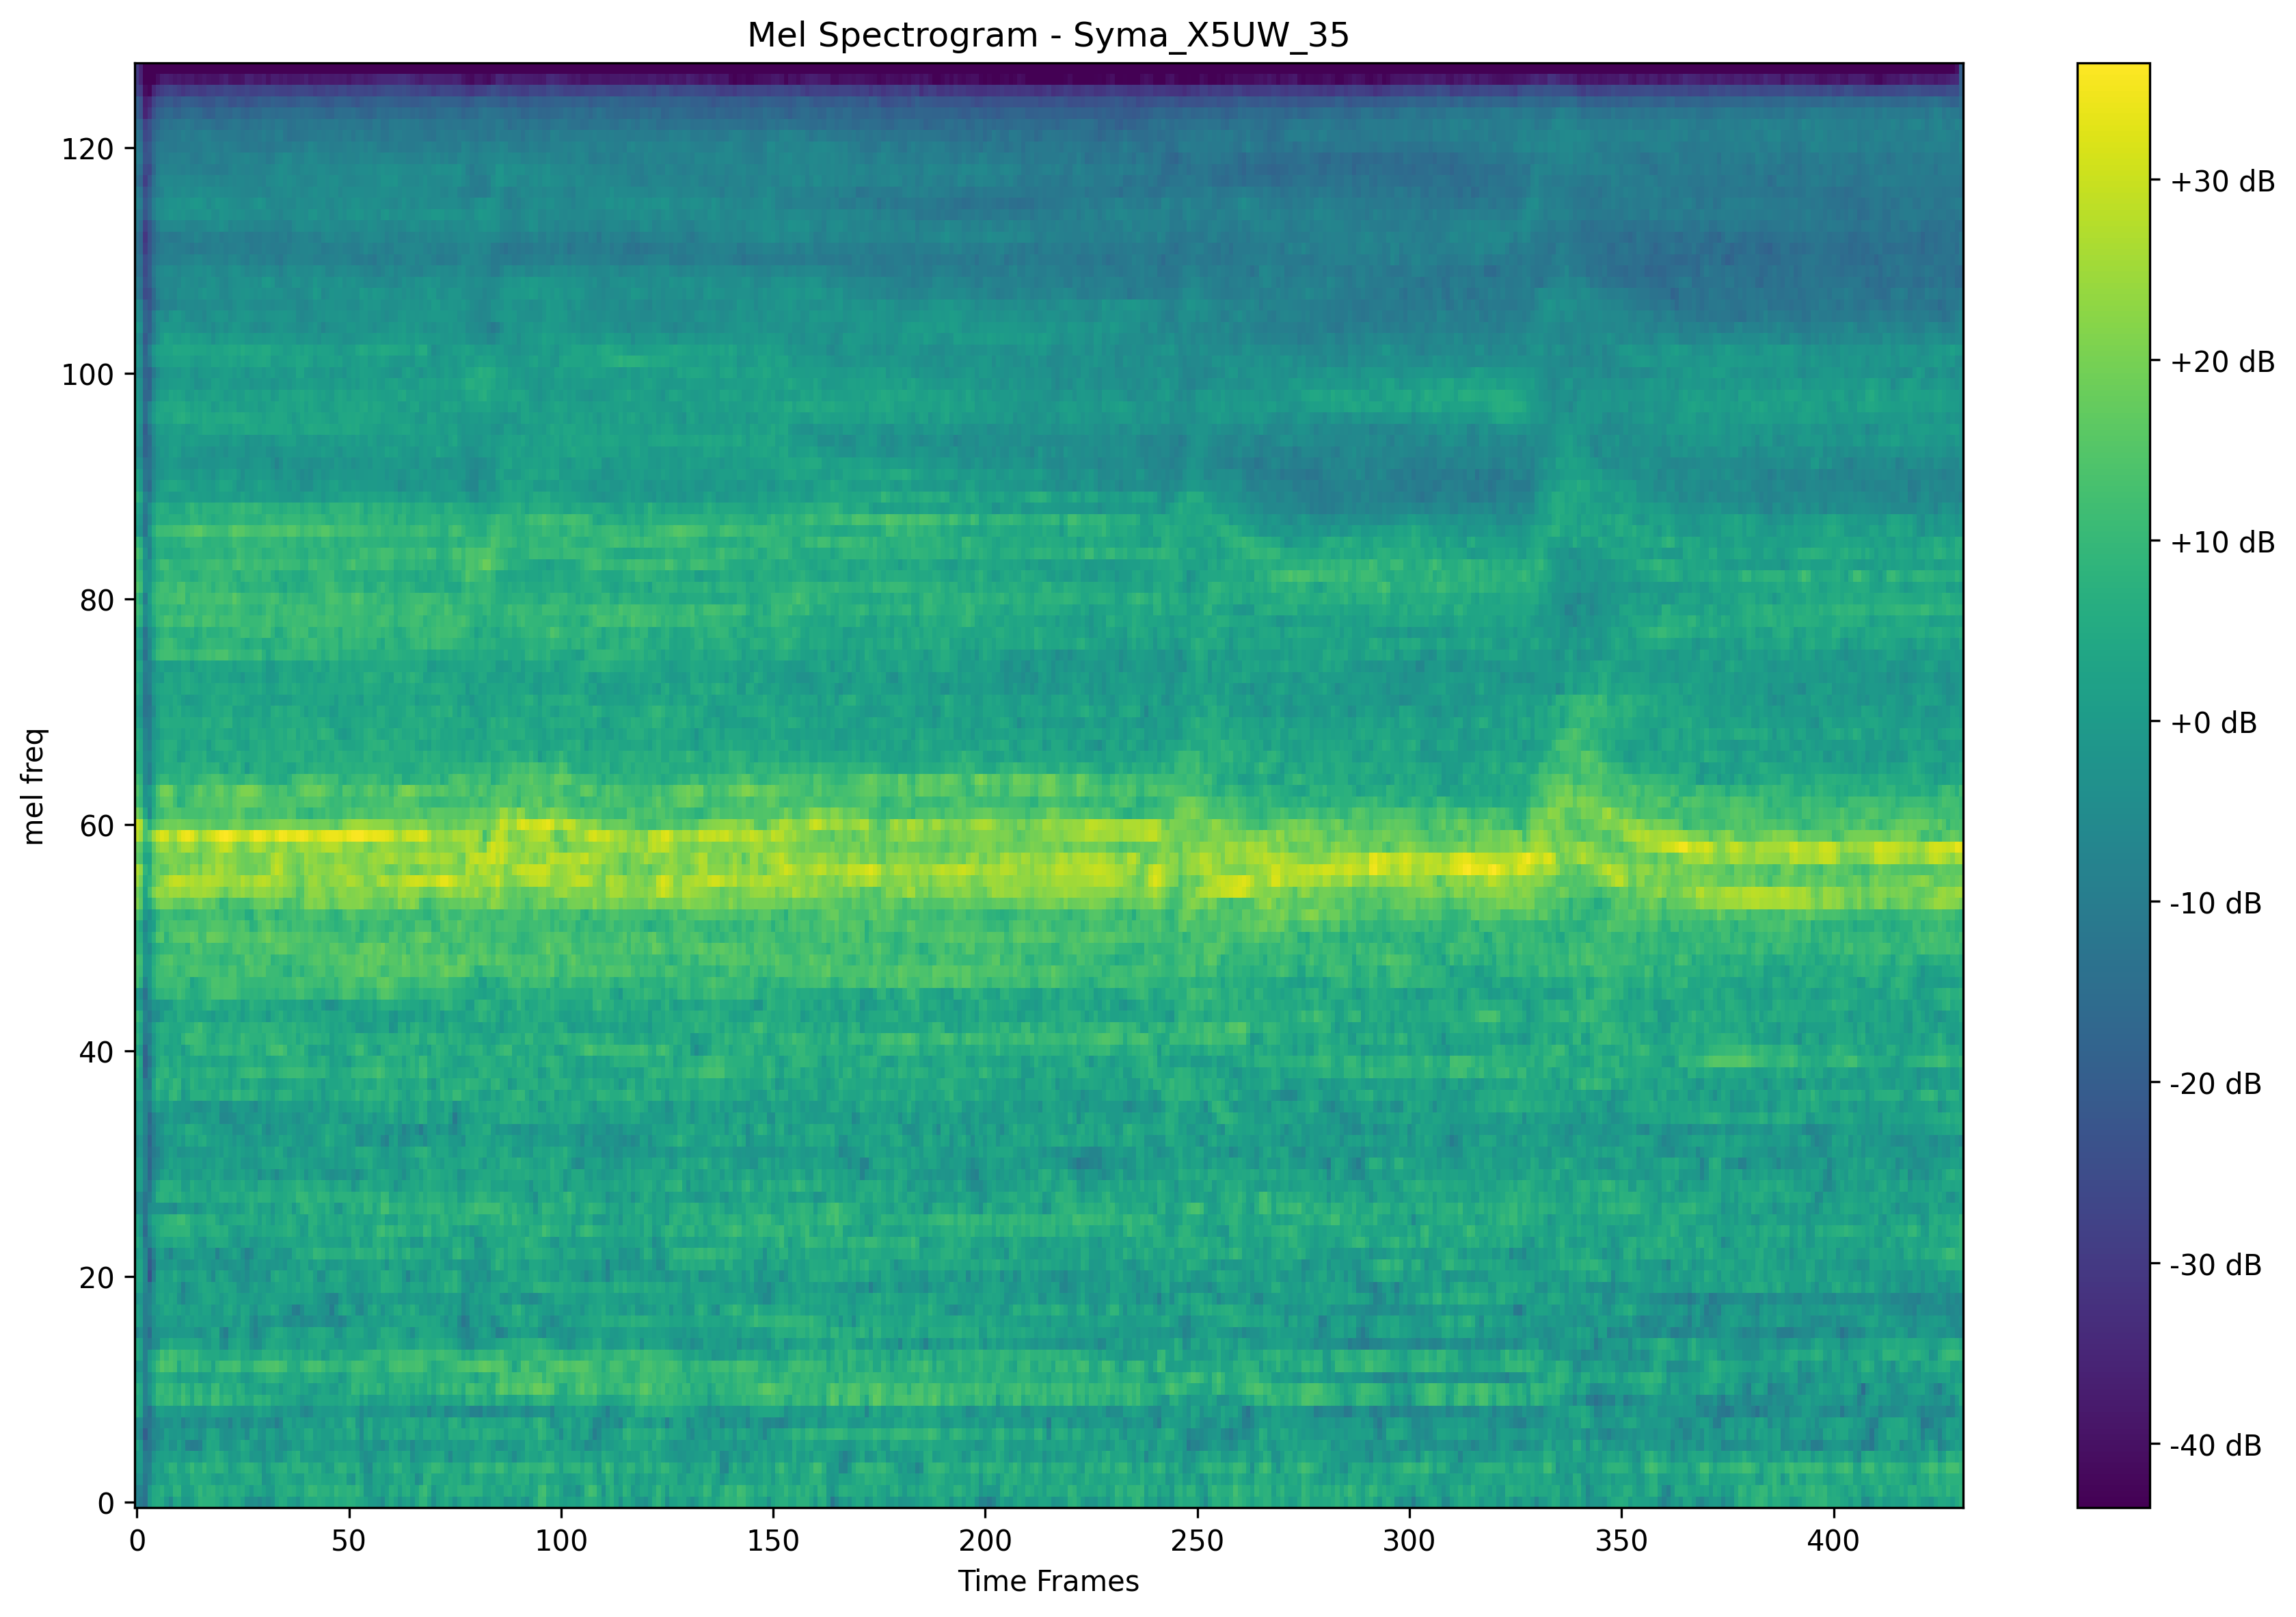 Mel Spectrogram - Syma_X5UW_35
mel freq
120
100
80
60
40
20
0
0 50 100 150 200 250 300 350 400
Time Frames
+30 dB
+20 dB
+10 dB
+0 dB
-10 dB
-20 dB
-30 dB
-40 dB